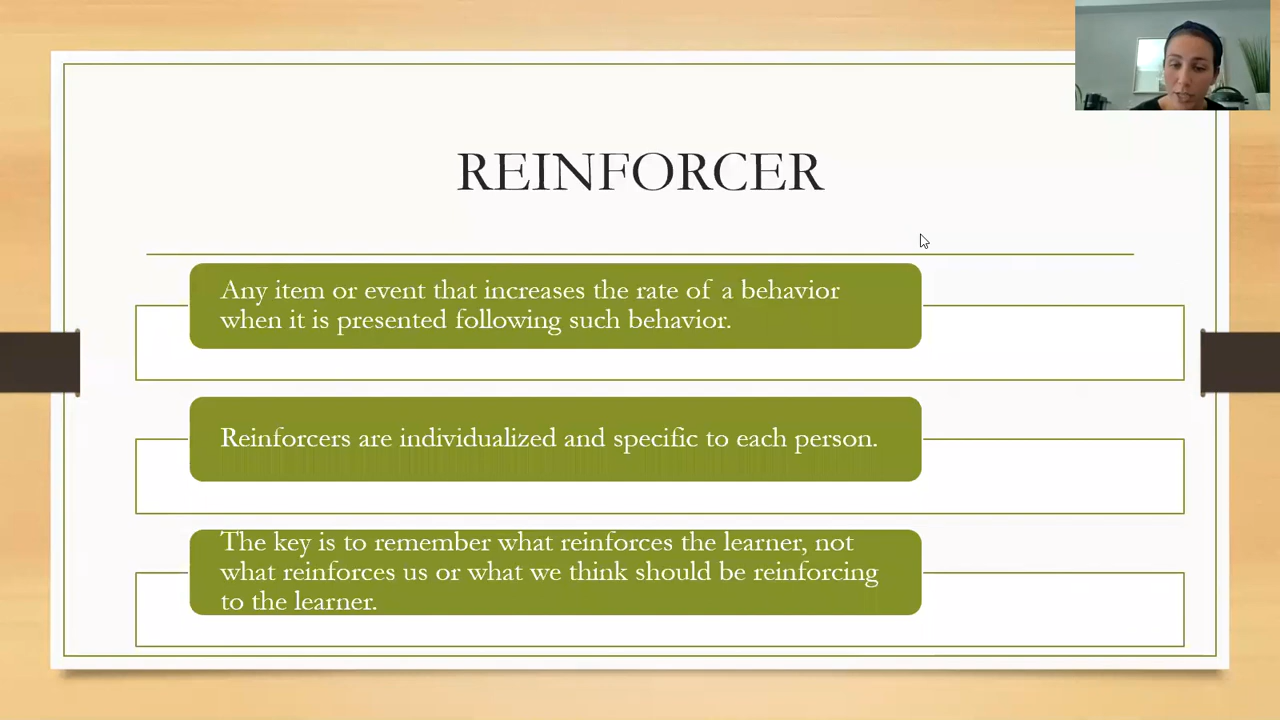 REINFORCER
Any item or event that increases the rate of a behavior
when it is presented following such behavior.
Reinforcers are individualized and specific to each person.
The key is to remember what reinforces the learner, not
what reinforces us or what we think should be reinforcing
to the learner.